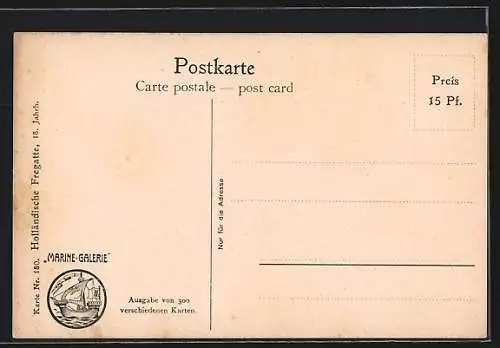 Postkarte
Carte postale — post card
Preis
15 Pf.
Karte Nr. 180. Holländische Fregatte, 18. Jahrh.
Nur für die Adresse
„MARINE-GALERIE"
Ausgabe von 300
verschiedenen Karten.